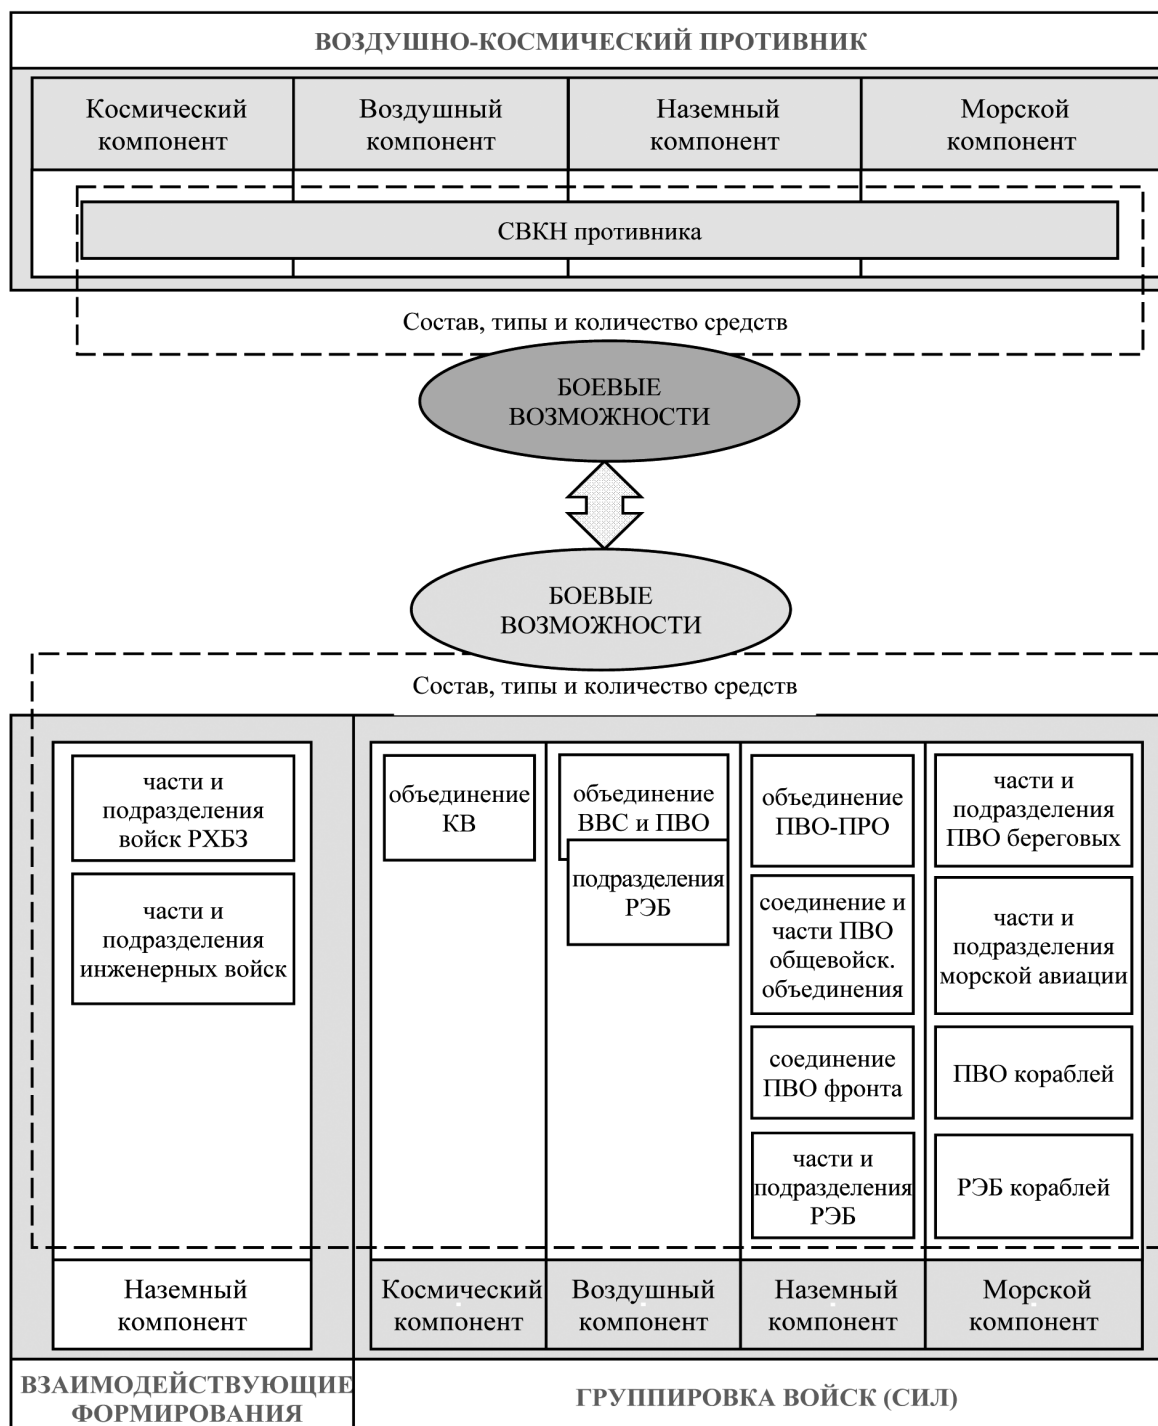 ВОЗДУШНО-КОСМИЧЕСКИЙ ПРОТИВНИК
Космический
компонент
Воздушный
компонент
Наземный
компонент
Морской
компонент
СВКН противника
Состав, типы и количество средств
БОЕВЫЕ
ВОЗМОЖНОСТИ
БОЕВЫЕ
ВОЗМОЖНОСТИ
Состав, типы и количество средств
части и
подразделения
войск РХБЗ
части и
подразделения
инженерных войск
объединение
КВ
объединение
ВВС и ПВО
подразделения
РЭБ
объединение
ПВО-ПРО
соединение и
части ПВО
общевойск.
объединения
соединение
ПВО фронта
части и
подразделения
РЭБ
части и
подразделения
ПВО береговых
части и
подразделения
морской авиации
ПВО кораблей
РЭБ кораблей
Наземный
компонент
Космический
компонент
Воздушный
компонент
Наземный
компонент
Морской
компонент
ВЗАИМОДЕЙСТВУЮЩИЕ
ФОРМИРОВАНИЯ
ГРУППИРОВКА ВОЙСК (СИЛ)